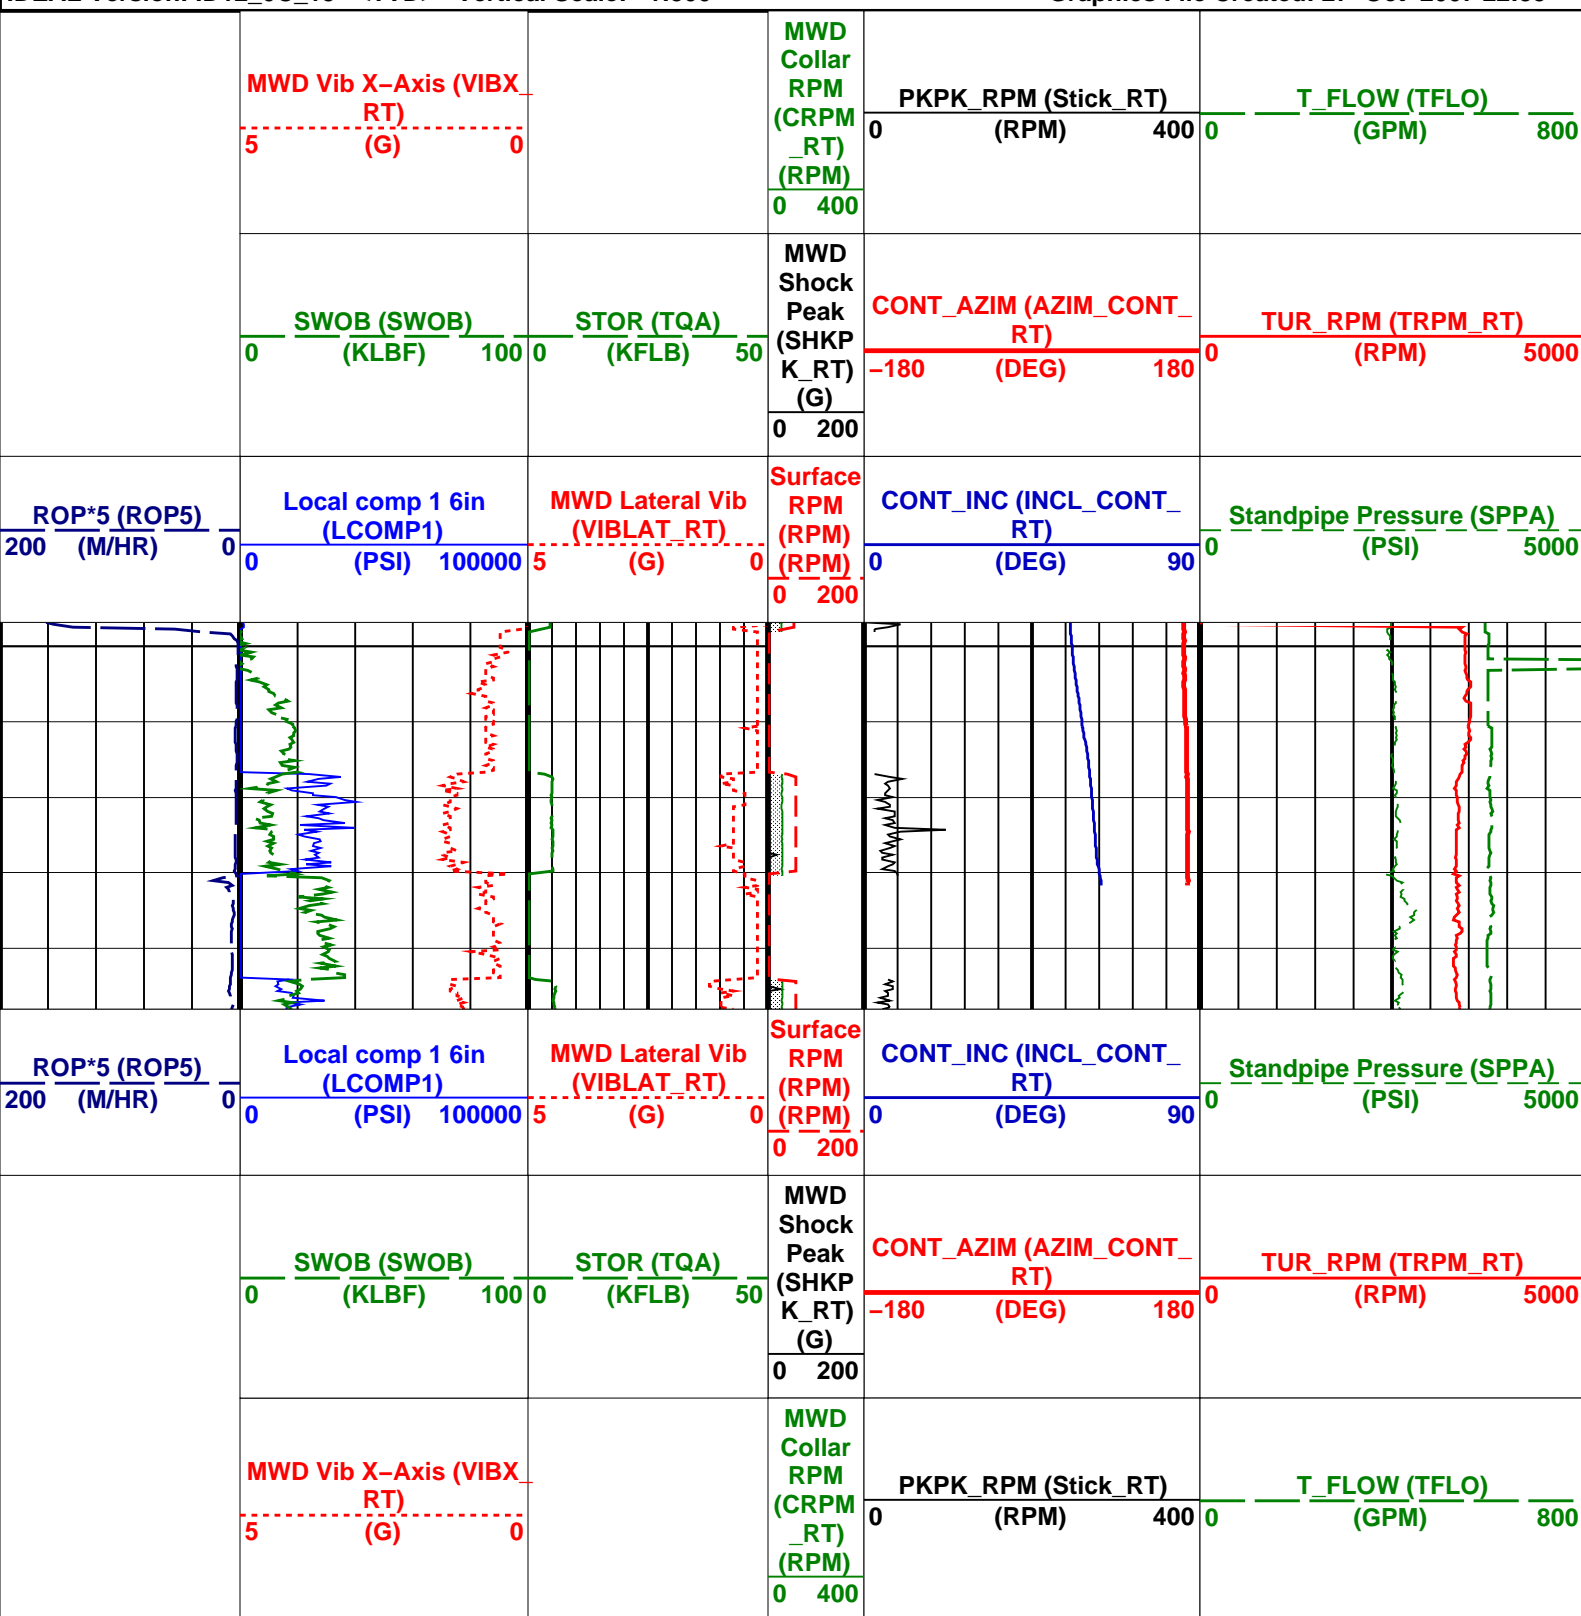 MWD
Collar
RPM
(CRPM
_RT)
(RPM)
0 400
MWD Vib X–Axis (VIBX_
RT)
5 (G) 0
PKPK_RPM (Stick_RT)
0 (RPM) 400
T_FLOW (TFLO)
0 (GPM) 800
MWD
Shock
Peak
(SHKP
K_RT)
(G)
0 200
SWOB (SWOB)
0 (KLBF) 100
STOR (TQA)
0 (KFLB) 50
CONT_AZIM (AZIM_CONT_
RT)
–180 (DEG) 180
TUR_RPM (TRPM_RT)
0 (RPM) 5000
ROP*5 (ROP5)
200 (M/HR) 0
Local comp 1 6in
(LCOMP1)
0 (PSI) 100000
MWD Lateral Vib
(VIBLAT_RT)
5 (G) 0
Surface
RPM
(RPM)
(RPM)
0 200
CONT_INC (INCL_CONT_
RT)
0 (DEG) 90
Standpipe Pressure (SPPA)
0 (PSI) 5000
ROP*5 (ROP5)
200 (M/HR) 0
Local comp 1 6in
(LCOMP1)
0 (PSI) 100000
MWD Lateral Vib
(VIBLAT_RT)
5 (G) 0
Surface
RPM
(RPM)
(RPM)
0 200
CONT_INC (INCL_CONT_
RT)
0 (DEG) 90
Standpipe Pressure (SPPA)
0 (PSI) 5000
SWOB (SWOB)
0 (KLBF) 100
STOR (TQA)
0 (KFLB) 50
MWD
Shock
Peak
(SHKP
K_RT)
(G)
0 200
CONT_AZIM (AZIM_CONT_
RT)
–180 (DEG) 180
TUR_RPM (TRPM_RT)
0 (RPM) 5000
MWD Vib X–Axis (VIBX_
RT)
5 (G) 0
MWD
Collar
RPM
(CRPM
_RT)
(RPM)
0 400
PKPK_RPM (Stick_RT)
0 (RPM) 400
T_FLOW (TFLO)
0 (GPM) 800